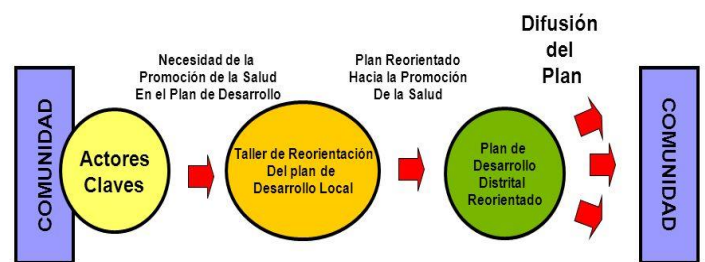 COMUNIDAD
Actores
Claves
Necesidad de la
Promoción de la Salud
En el Plan de Desarrollo
Taller de Reorientación
Del plan de
Desarrollo Local
Plan Reorientado
Hacia la Promoción
De la Salud
Plan de
Desarrollo
Distrital
Reorientado
Difusión
del
Plan
COMUNIDAD